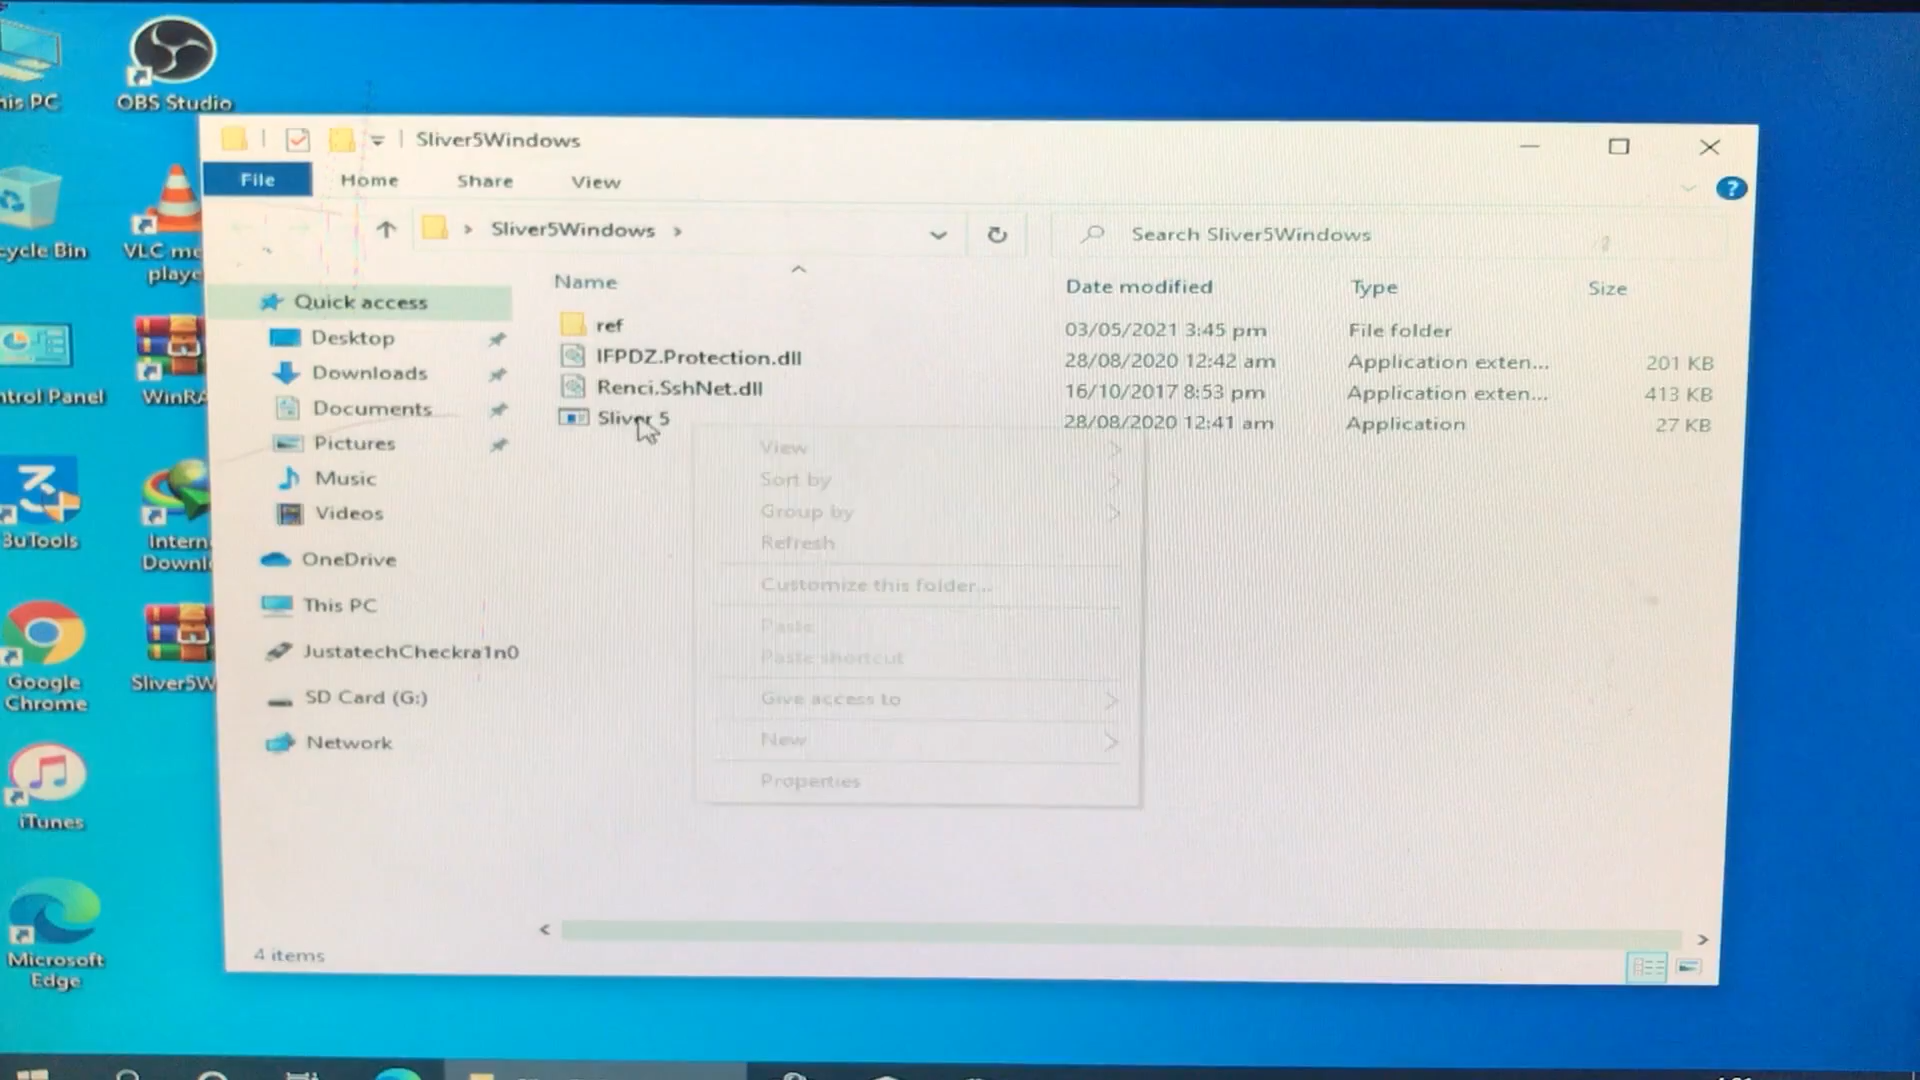 OBS Studio
his PC
Sliver5Windows
File
Home
Share
View
?
Sliver5Windows
Search Sliver5Windows
cycle Bin
VLC me
playe
Name
Date modified
Type
Size
Quick access
Desktop
Downloads
Documents
Pictures
Music
Videos
OneDrive
This PC
JustatechCheckra1n0
SD Card (G:)
Network
ref
03/05/2021 3:45 pm
File folder
IFPDZ.Protection.dll
28/08/2020 12:42 am
Application exten...
201 KB
Renci.SshNet.dll
16/10/2017 8:53 pm
Application exten...
413 KB
Sliver 5
28/08/2020 12:41 am
Application
27 KB
View
Sort by
Group by
Refresh
Customize this folder...
Paste
Paste shortcut
Give access to
New
Properties
ntrol Panel
WinRA
3uTools
Intern
Downl
Google
Chrome
Sliver5W
iTunes
Microsoft
Edge
4 items